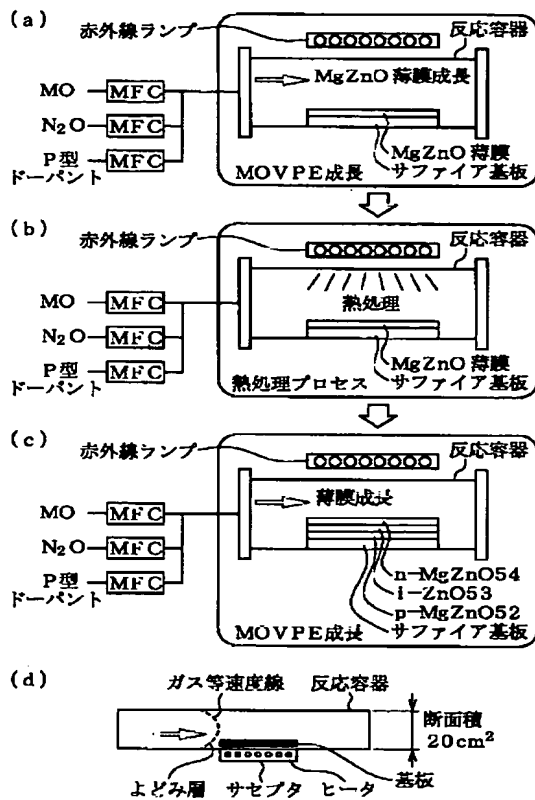 (a)
赤外線ランプ
反応容器
MgZnO薄膜成長
MO
MFC
N₂O
MFC
P型
ドーパント
MFC
MgZnO薄膜
サファイア基板
MOVPE成長
(b)
赤外線ランプ
反応容器
熱処理
MO
MFC
N₂O
MFC
P型
ドーパント
MFC
MgZnO薄膜
サファイア基板
熱処理プロセス
(c)
赤外線ランプ
反応容器
薄膜成長
MO
MFC
N₂O
MFC
P型
ドーパント
MFC
n−MgZnO54
i−ZnO53
p−MgZnO52
サファイア基板
MOVPE成長
(d)
ガス等速度線
反応容器
断面積
20cm²
よどみ層
サセプタ
ヒータ
基板